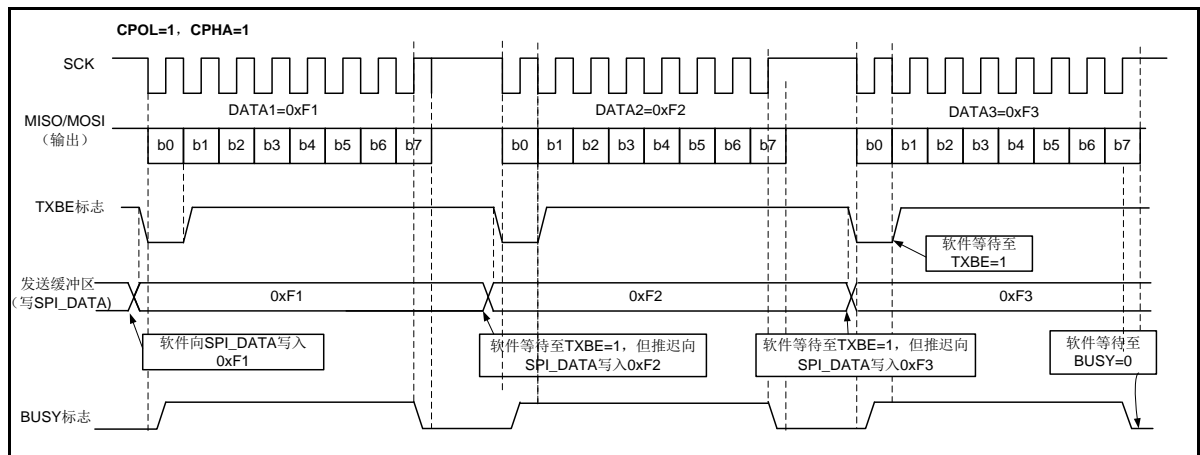 CPOL=1，CPHA=1
SCK
DATA1=0xF1
DATA2=0xF2
DATA3=0xF3
MISO/MOSI
（输出）
b0 b1 b2 b3 b4 b5 b6 b7
b0 b1 b2 b3 b4 b5 b6 b7
b0 b1 b2 b3 b4 b5 b6 b7
TXBE标志
软件等待至
TXBE=1
发送缓冲区
（写SPI_DATA)
0xF1
0xF2
0xF3
软件向SPI_DATA写入
0xF1
软件等待至TXBE=1，但推迟向
SPI_DATA写入0xF2
软件等待至TXBE=1，但推迟向
SPI_DATA写入0xF3
软件等待至
BUSY=0
BUSY标志